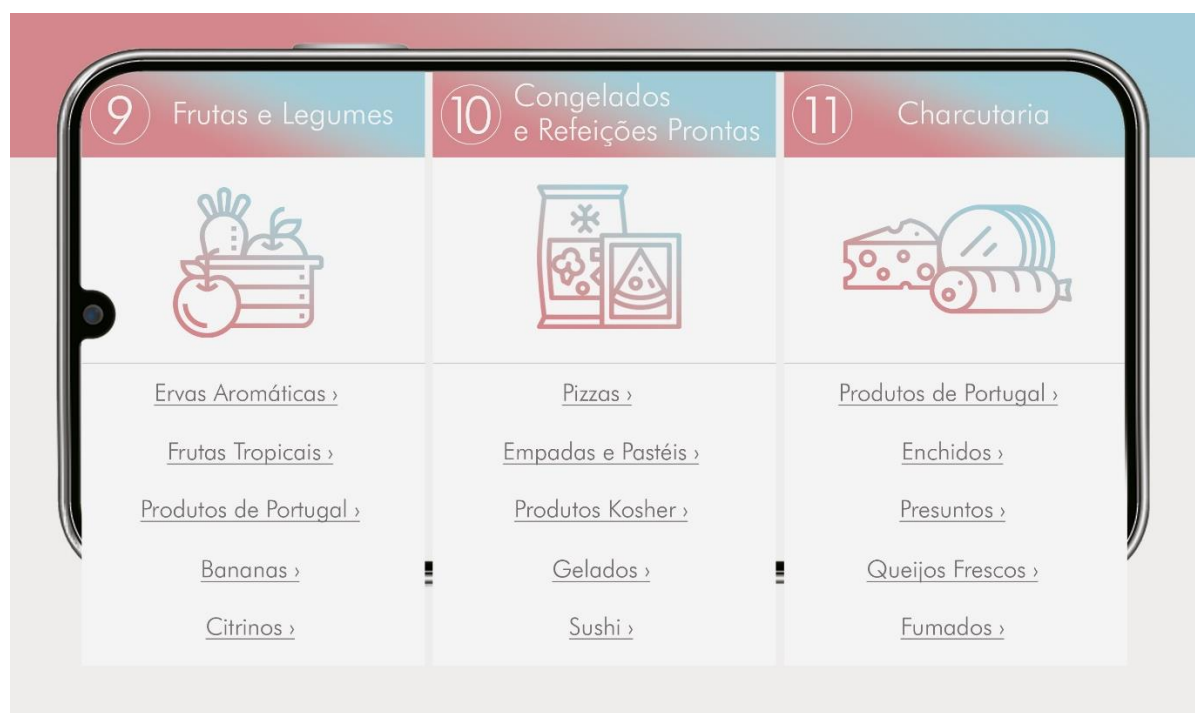 9 Frutas e Legumes
Ervas Aromáticas ›
Frutas Tropicais ›
Produtos de Portugal ›
Bananas ›
Citrinos ›
10 Congelados
e Refeições Prontas
Pizzas ›
Empadas e Pastéis ›
Produtos Kosher ›
Gelados ›
Sushi ›
11 Charcutaria
Produtos de Portugal ›
Enchidos ›
Presuntos ›
Queijos Frescos ›
Fumados ›